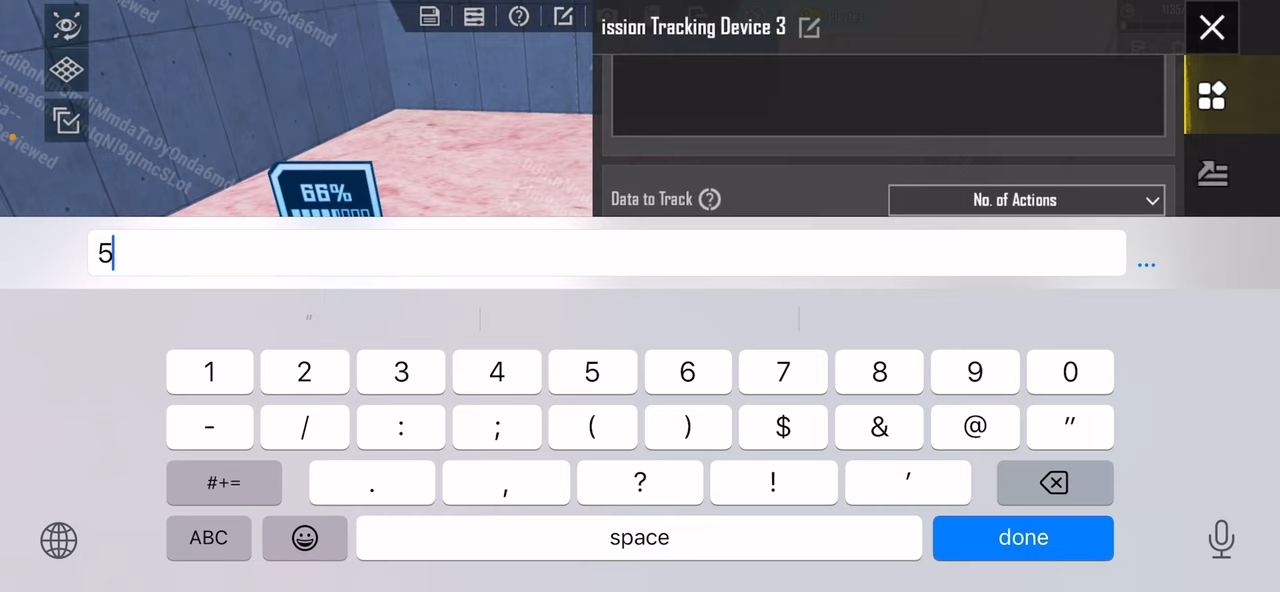 ission Tracking Device 3
66%
Data to Track
No. of Actions
5
"
1 2 3 4 5 6 7 8 9 0
- / : ; ( ) $ & @ "
#+= . , ? ! '
ABC space done